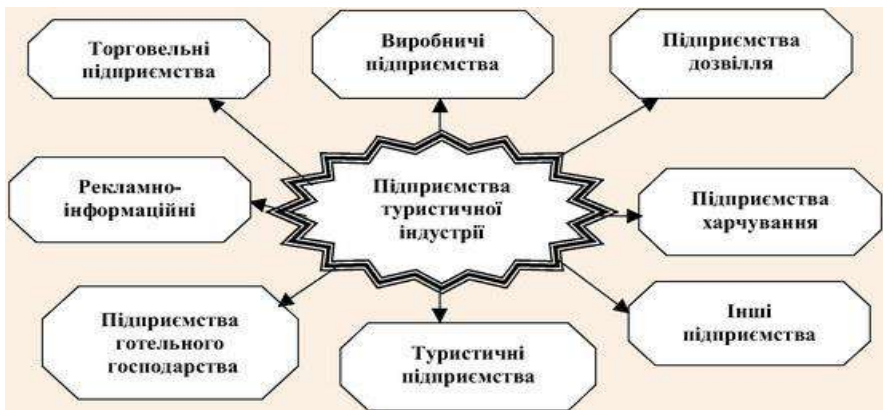 Торговельні
підприємства
Виробничі
підприємства
Підприємства
дозвілля
Рекламно-
інформаційні
Підприємства
туристичної
індустрії
Підприємства
харчування
Підприємства
готельного
господарства
Туристичні
підприємства
Інші
підприємства